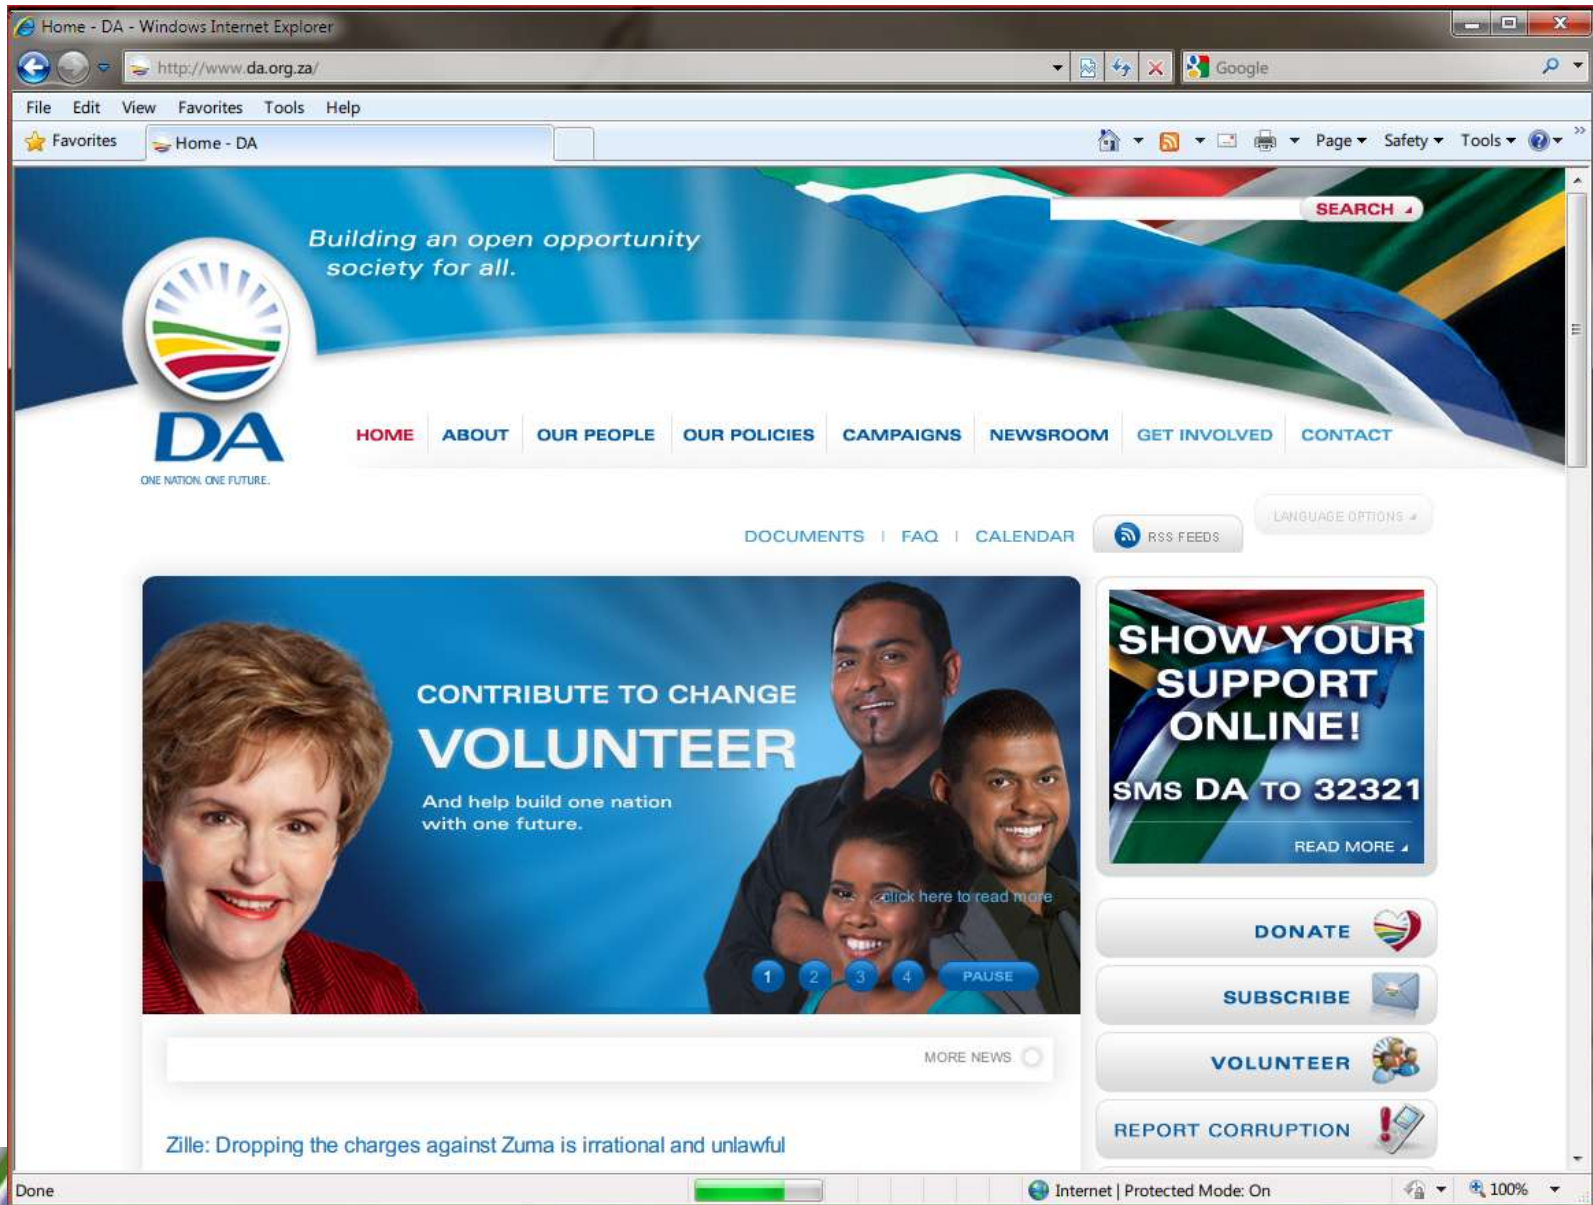 Home - DA - Windows Internet Explorer
http://www.da.org.za/
Google
File Edit View Favorites Tools Help
Favorites
Home - DA
Page Safety Tools
Building an open opportunity
society for all.
SEARCH
DA
ONE NATION. ONE FUTURE.
HOME ABOUT OUR PEOPLE OUR POLICIES CAMPAIGNS NEWSROOM GET INVOLVED CONTACT
LANGUAGE OPTIONS
DOCUMENTS | FAQ | CALENDAR
RSS FEEDS
CONTRIBUTE TO CHANGE
VOLUNTEER
And help build one nation
with one future.
click here to read more
1 2 3 4 PAUSE
SHOW YOUR
SUPPORT
ONLINE!
SMS DA TO 32321
READ MORE
DONATE
SUBSCRIBE
VOLUNTEER
REPORT CORRUPTION
MORE NEWS
Zille: Dropping the charges against Zuma is irrational and unlawful
Done
Internet | Protected Mode: On
100%